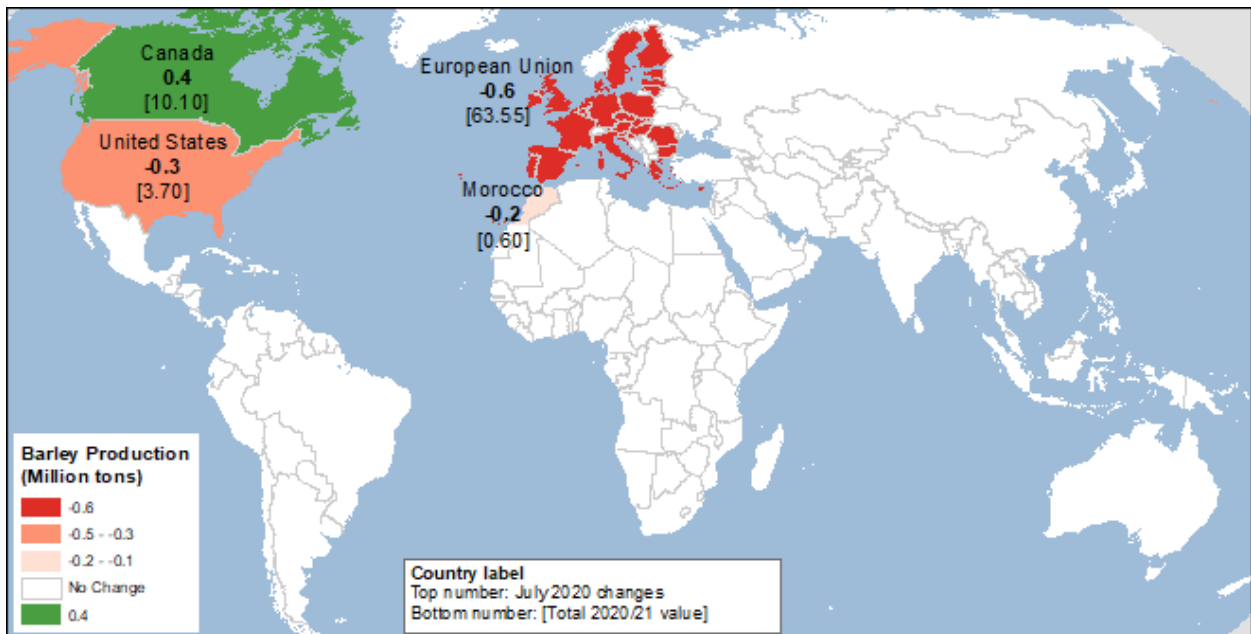 Canada
0.4
[10.10]
United States
-0.3
[3.70]
European Union
-0.6
[63.55]
Morocco
-0.2
[0.60]
Barley Production
(Million tons)
-0.6
-0.5 - -0.3
-0.2 - -0.1
No Change
0.4
Country label
Top number: July 2020 changes
Bottom number: [Total 2020/21 value]